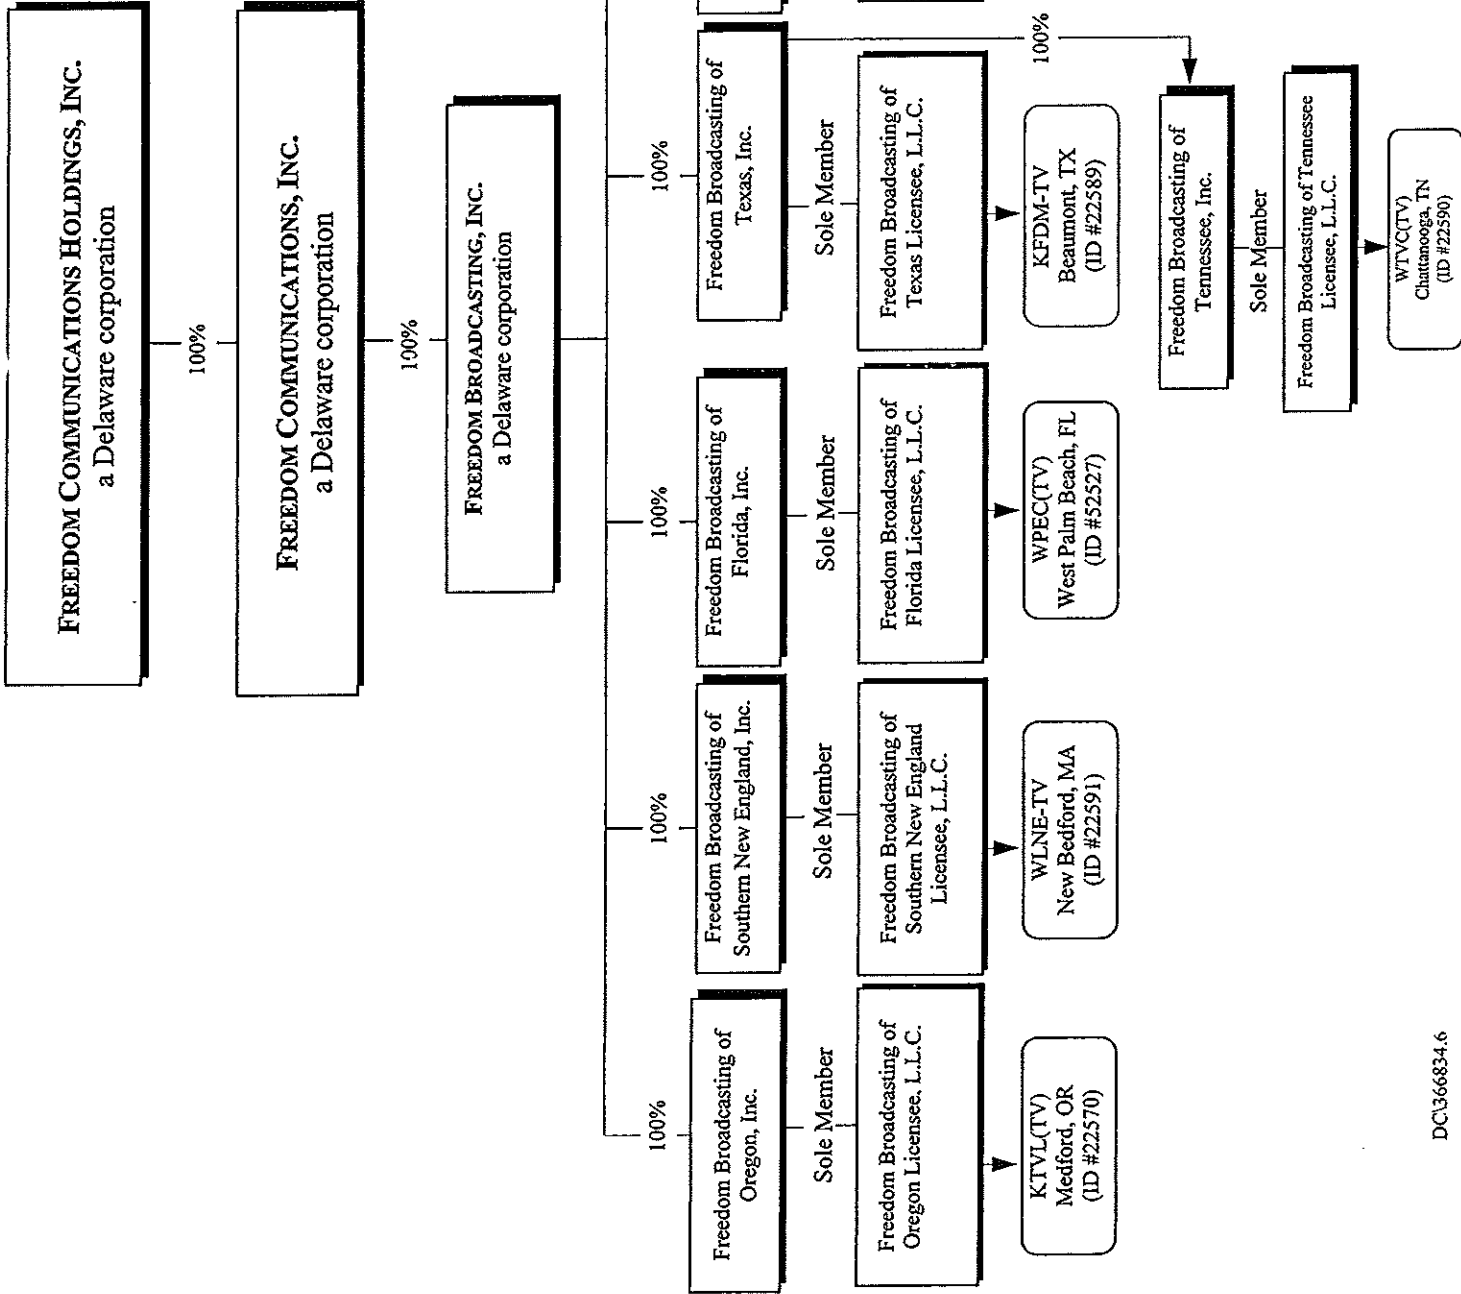 FREEDOM COMMUNICATIONS HOLDINGS, INC.
a Delaware corporation
100%
FREEDOM COMMUNICATIONS, INC.
a Delaware corporation
100%
FREEDOM BROADCASTING, INC.
a Delaware corporation
100%
Freedom Broadcasting of
Oregon, Inc.
Sole Member
Freedom Broadcasting of
Oregon Licensee, L.L.C.
KTVL(TV)
Medford, OR
(ID #22570)
100%
Freedom Broadcasting of
Southern New England, Inc.
Sole Member
Freedom Broadcasting of
Southern New England
Licensee, L.L.C.
WLNE-TV
New Bedford, MA
(ID #22591)
100%
Freedom Broadcasting of
Florida, Inc.
Sole Member
Freedom Broadcasting of
Florida Licensee, L.L.C.
WPEC(TV)
West Palm Beach, FL
(ID #52527)
100%
Freedom Broadcasting of
Texas, Inc.
Sole Member
Freedom Broadcasting of
Texas Licensee, L.L.C.
KFDM-TV
Beaumont, TX
(ID #22589)
100%
Freedom Broadcasting of
Tennessee, Inc.
Sole Member
Freedom Broadcasting of Tennessee
Licensee, L.L.C.
WTVC(TV)
Chattanooga, TN
(ID #22590)
DC\366834.6